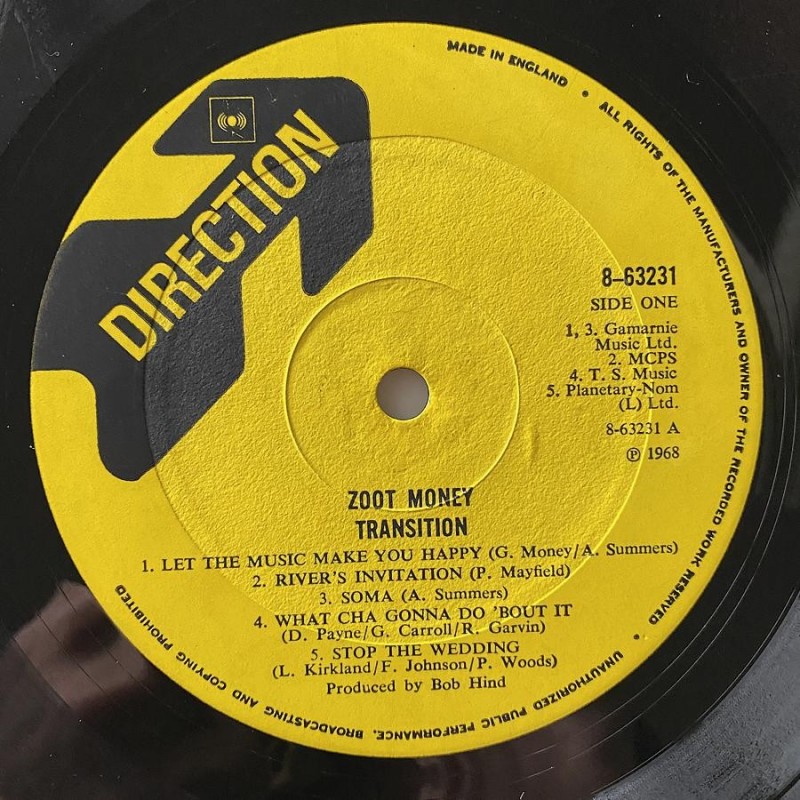 MADE IN ENGLAND • ALL RIGHTS OF THE MANUFACTURERS AND OWNER OF THE RECORDED WORK RESERVED • UNAUTHORIZED PUBLIC PERFORMANCE, BROADCASTING AND COPYING PROHIBITED
DIRECTION
8-63231
SIDE ONE
1, 3. Gamarnie
Music Ltd.
2. MCPS
4. T. S. Music
5. Planetary-Nom
(L) Ltd.
8-63231 A
℗ 1968
ZOOT MONEY
TRANSITION
1. LET THE MUSIC MAKE YOU HAPPY (G. Money/A. Summers)
2. RIVER'S INVITATION (P. Mayfield)
3. SOMA (A. Summers)
4. WHAT CHA GONNA DO 'BOUT IT
(D. Payne/G. Carroll/R. Garvin)
5. STOP THE WEDDING
(L. Kirkland/F. Johnson/P. Woods)
Produced by Bob Hind